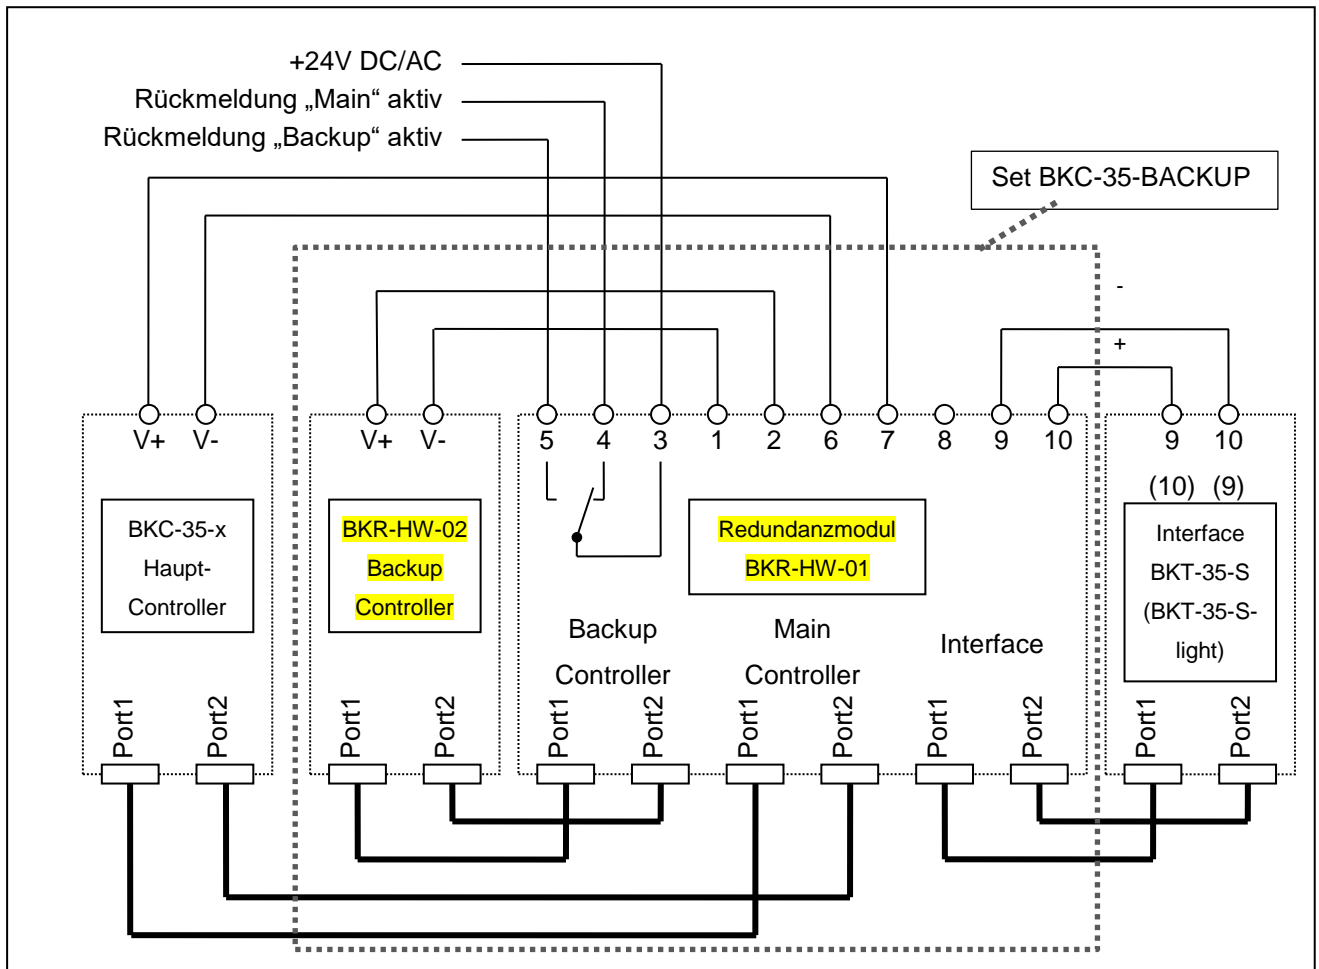 +24V DC/AC
Rückmeldung „Main“ aktiv
Rückmeldung „Backup“ aktiv
Set BKC-35-BACKUP
-
+
V+ V-
V+ V-
5 4 3 1 2 6 7 8 9 10
9 10
(10) (9)
BKC-35-x
Haupt-
Controller
BKR-HW-02
Backup
Controller
Redundanzmodul
BKR-HW-01
Interface
BKT-35-S
(BKT-35-S-
light)
Backup
Controller
Main
Controller
Interface
Port1
Port2
Port1
Port2
Port1
Port2
Port1
Port2
Port1
Port2
Port1
Port2